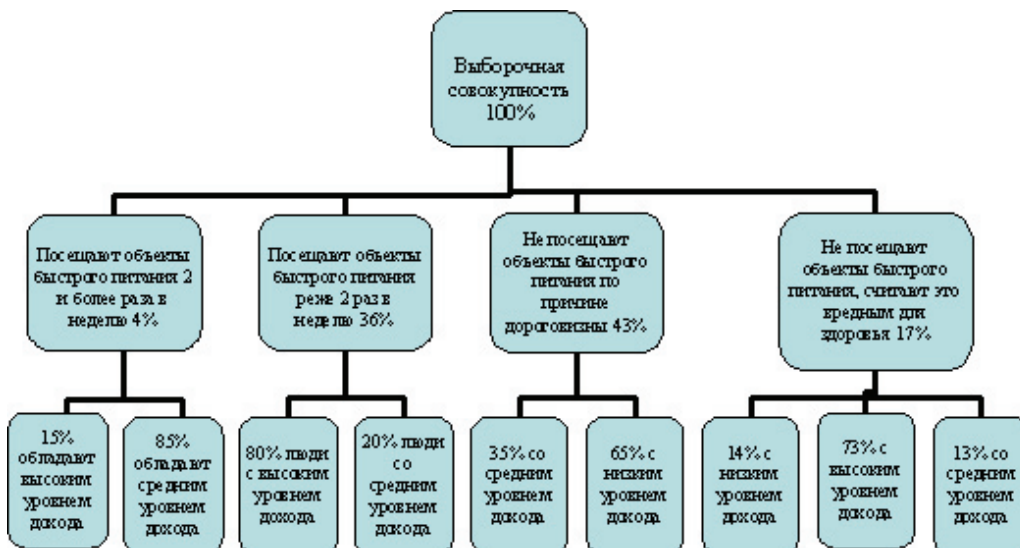 Выборочная
совокупность
100%
Посещают объекты
быстрого питания 2
и более раза в
неделю 4%
Посещают объекты
быстрого питания
реже 2 раз в
неделю 36%
Не посещают
объекты быстрого
питания по
причине
дороговизны 43%
Не посещают
объекты быстрого
питания, считают это
вредным для
здоровья 17%
15%
обладают
высоким
уровнем
дохода
85%
обладают
средним
уровнем
дохода
80% люди
с высоким
уровнем
дохода
20% люди
со
средним
уровнем
дохода
35% со
средним
уровнем
дохода
65% с
низким
уровнем
дохода
14% с
низким
уровнем
дохода
73% с
высоким
уровнем
дохода
13% со
средним
уровнем
дохода